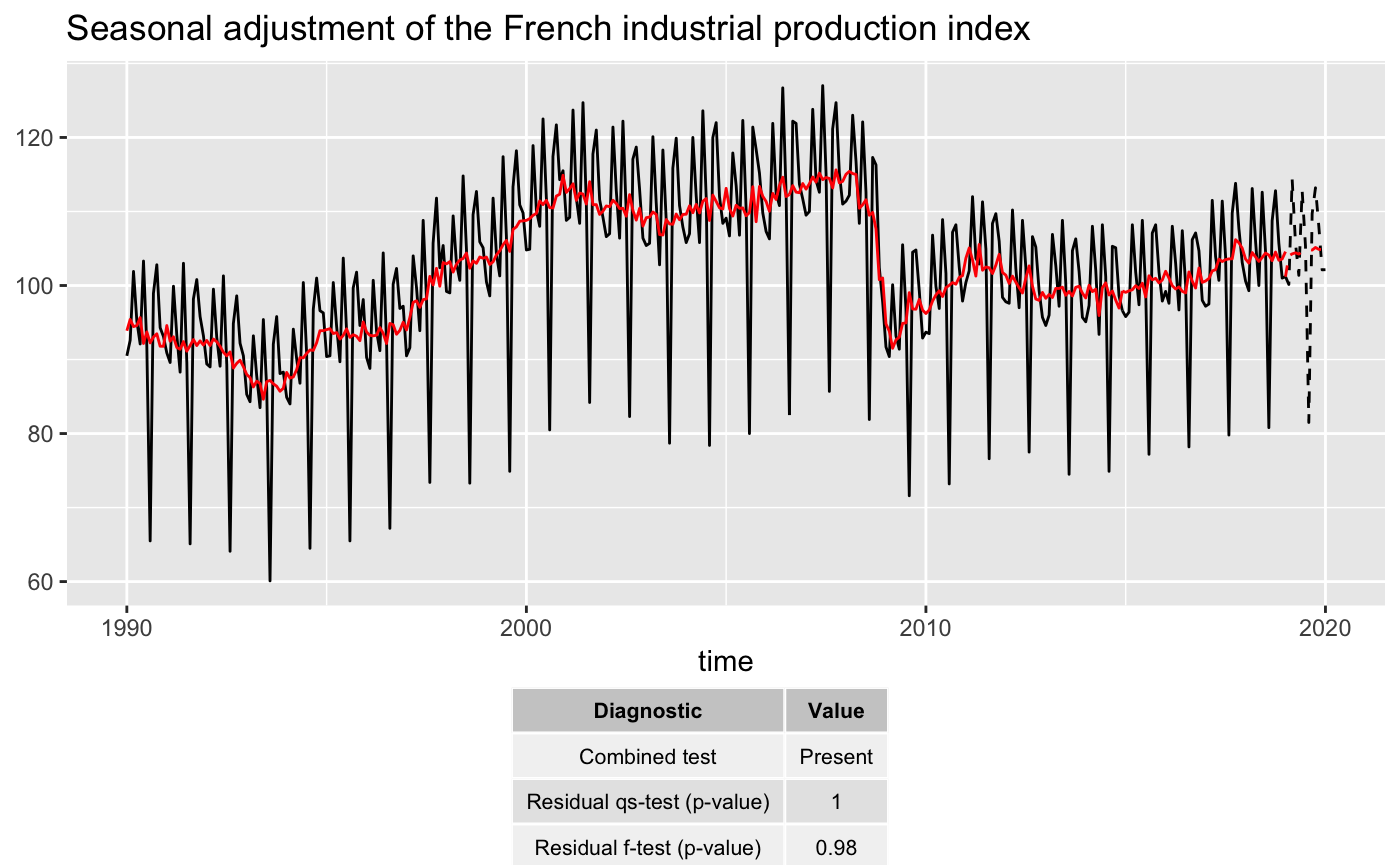 Seasonal adjustment of the French industrial production index
120
100
80
60
1990 2000 2010 2020
time
Diagnostic Value
Combined test Present
Residual qs-test (p-value) 1
Residual f-test (p-value) 0.98